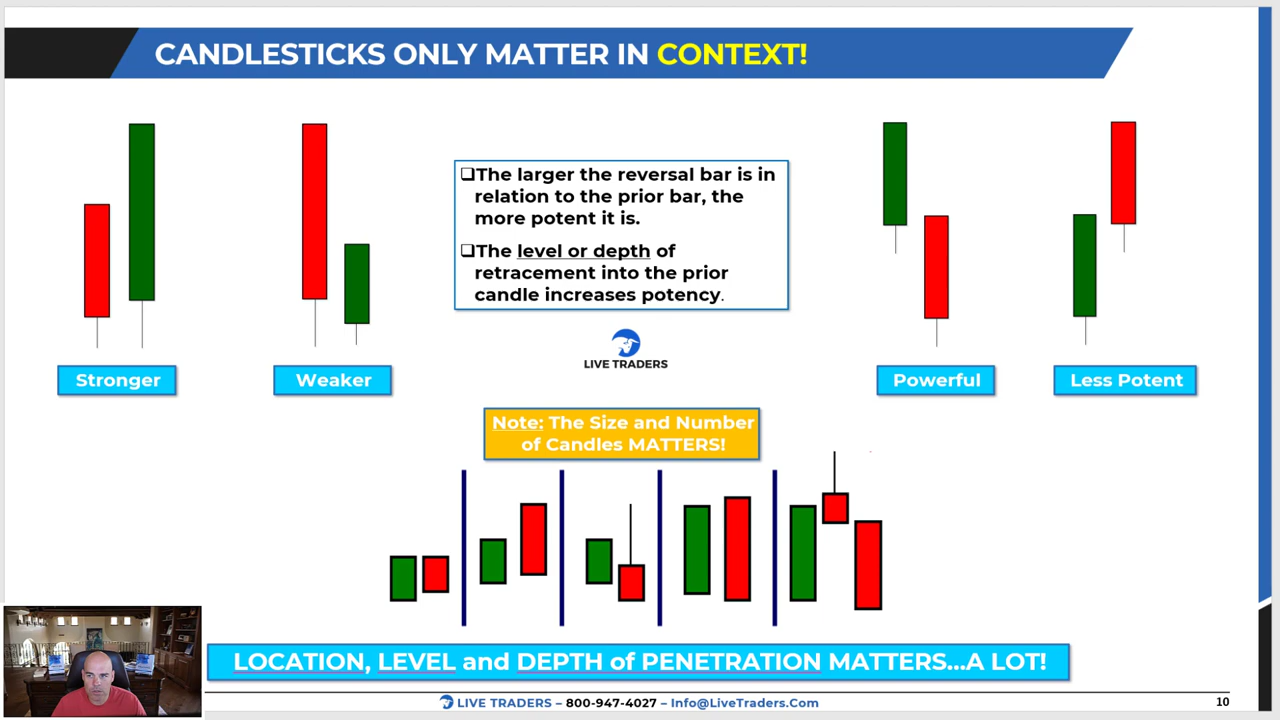 CANDLESTICKS ONLY MATTER IN CONTEXT!
❑The larger the reversal bar is in
relation to the prior bar, the
more potent it is.
❑The level or depth of
retracement into the prior
candle increases potency.
LIVE TRADERS
Stronger
Weaker
Powerful
Less Potent
Note: The Size and Number
of Candles MATTERS!
LOCATION, LEVEL and DEPTH of PENETRATION MATTERS...A LOT!
LIVE TRADERS – 800-947-4027 – Info@LiveTraders.Com
10